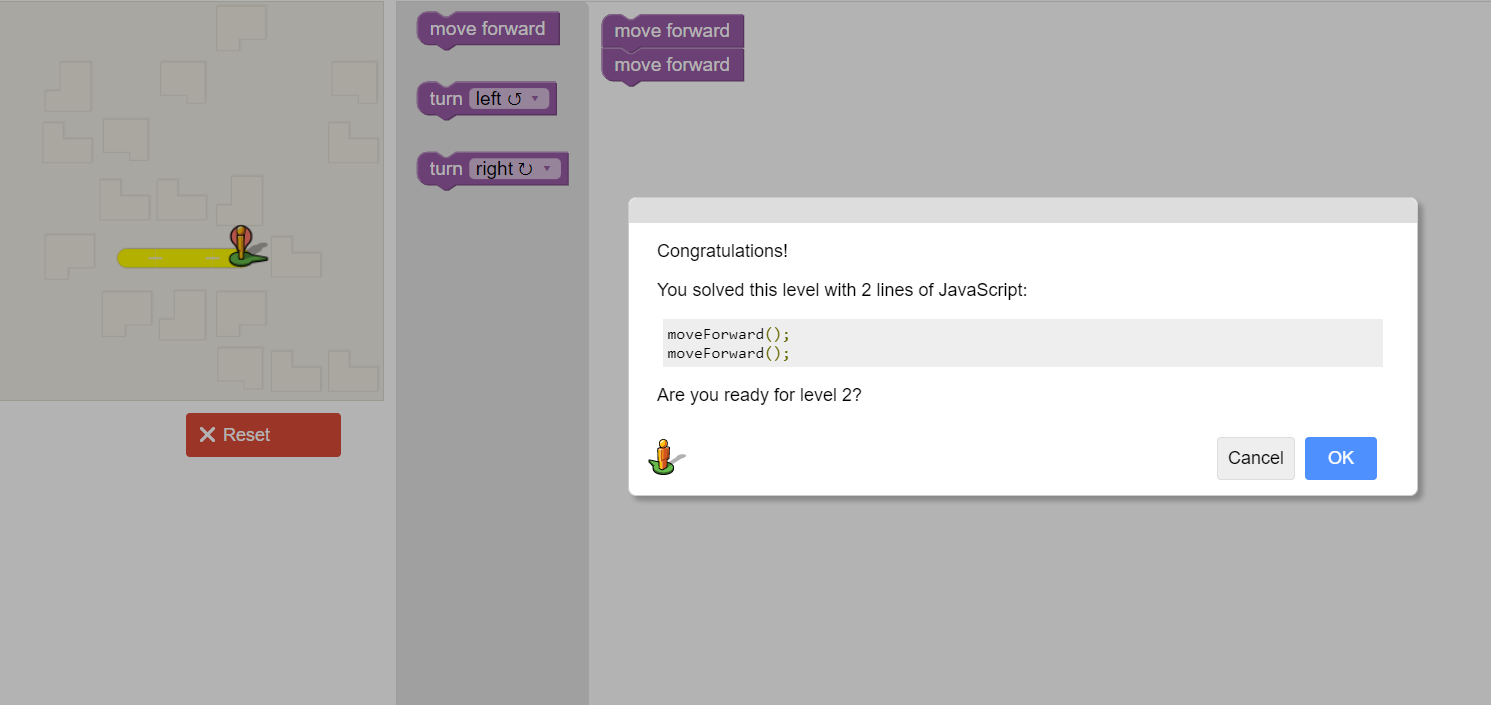 move forward
turn left ↺ ▾
turn right ↻ ▾
move forward
move forward
Reset
Congratulations!
You solved this level with 2 lines of JavaScript:
moveForward();
moveForward();
Are you ready for level 2?
Cancel
OK